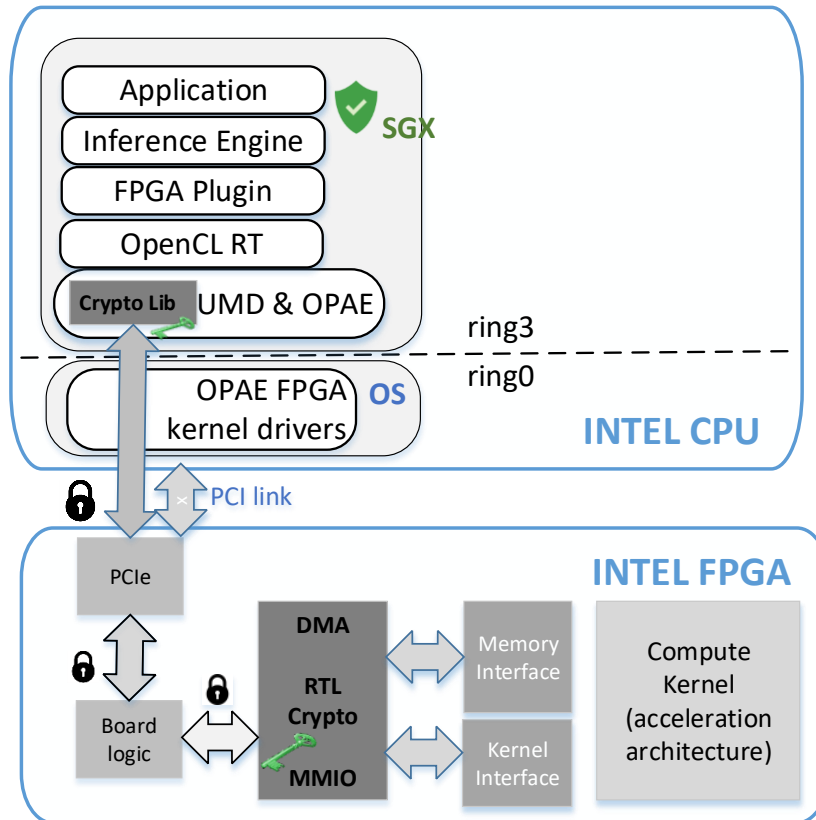 Application
SGX
Inference Engine
FPGA Plugin
OpenCL RT
Crypto Lib
UMD & OPAE
ring3
ring0
OPAE FPGA
kernel drivers
OS
INTEL CPU
x
PCI link
INTEL FPGA
PCIe
DMA
RTL
Crypto
MMIO
Memory
Interface
Compute
Kernel
(acceleration
architecture)
Board
logic
Kernel
Interface